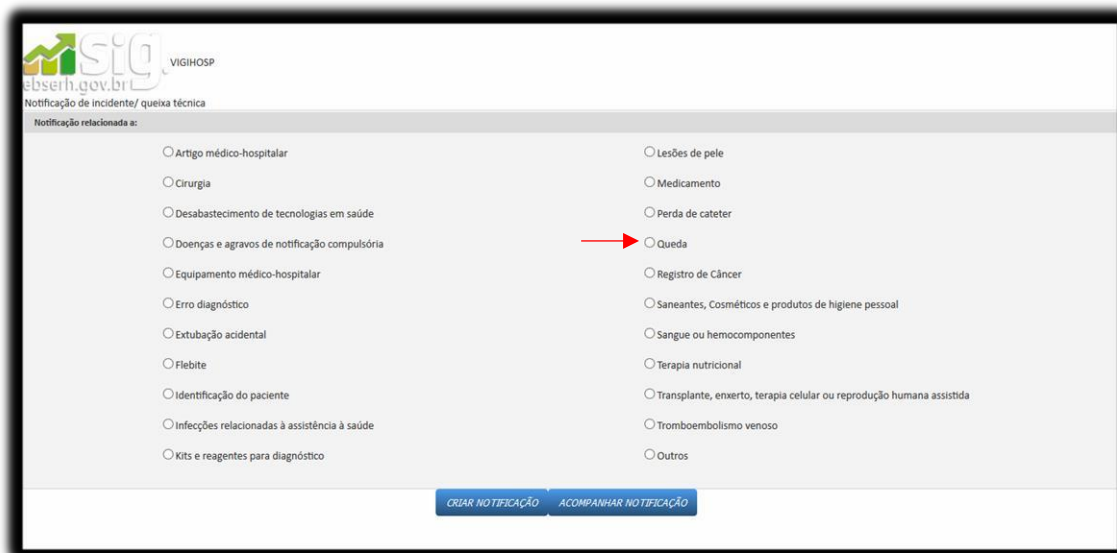 Sig.
VIGIHOSP
ebserh.gov.br
Notificação de incidente/ queixa técnica
Notificação relacionada a:
Artigo médico-hospitalar
Cirurgia
Desabastecimento de tecnologias em saúde
Doenças e agravos de notificação compulsória
Equipamento médico-hospitalar
Erro diagnóstico
Extubação acidental
Flebite
Identificação do paciente
Infecções relacionadas à assistência à saúde
Kits e reagentes para diagnóstico
Lesões de pele
Medicamento
Perda de cateter
Queda
Registro de Câncer
Saneantes, Cosméticos e produtos de higiene pessoal
Sangue ou hemocomponentes
Terapia nutricional
Transplante, enxerto, terapia celular ou reprodução humana assistida
Tromboembolismo venoso
Outros
CRIAR NOTIFICAÇÃO
ACOMPANHAR NOTIFICAÇÃO